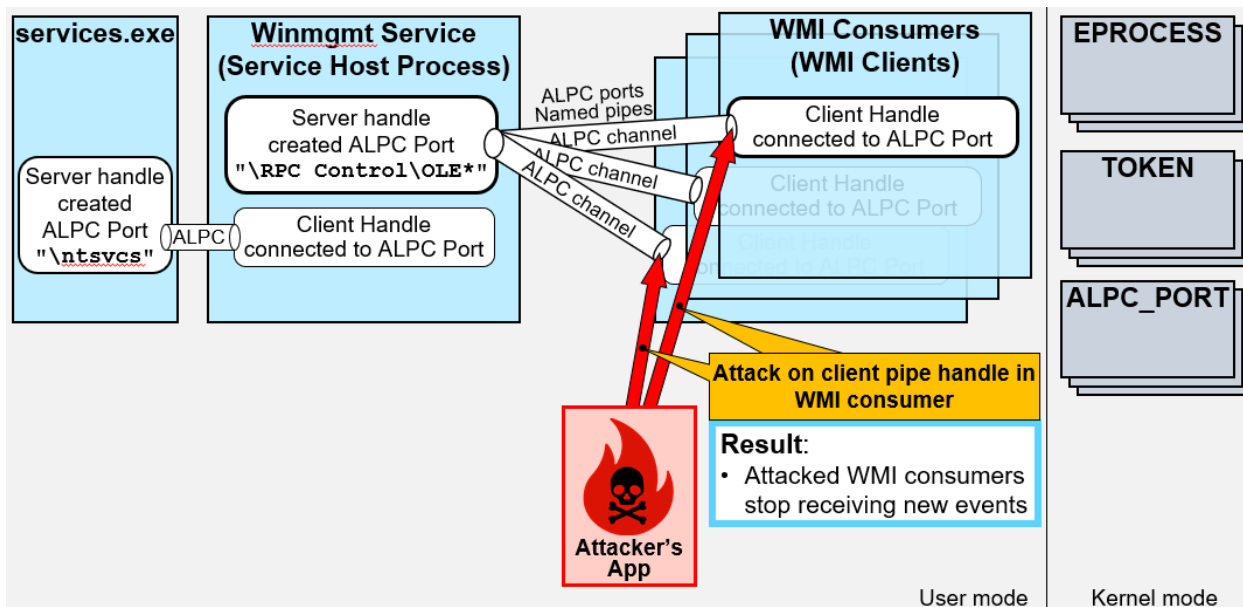 services.exe
Server handle
created
ALPC Port
"\ntsvcs"
ALPC
Winmgmt Service
(Service Host Process)
Server handle
created ALPC Port
"\RPC Control\OLE*"
Client Handle
connected to ALPC Port
ALPC ports
Named pipes
ALPC channel
ALPC channel
ALPC channel
WMI Consumers
(WMI Clients)
Client Handle
connected to ALPC Port
Client Handle
connected to ALPC Port
Client Handle
connected to ALPC Port
Attack on client pipe handle in
WMI consumer
Result:
• Attacked WMI consumers
stop receiving new events
Attacker's
App
User mode
EPROCESS
TOKEN
ALPC_PORT
Kernel mode